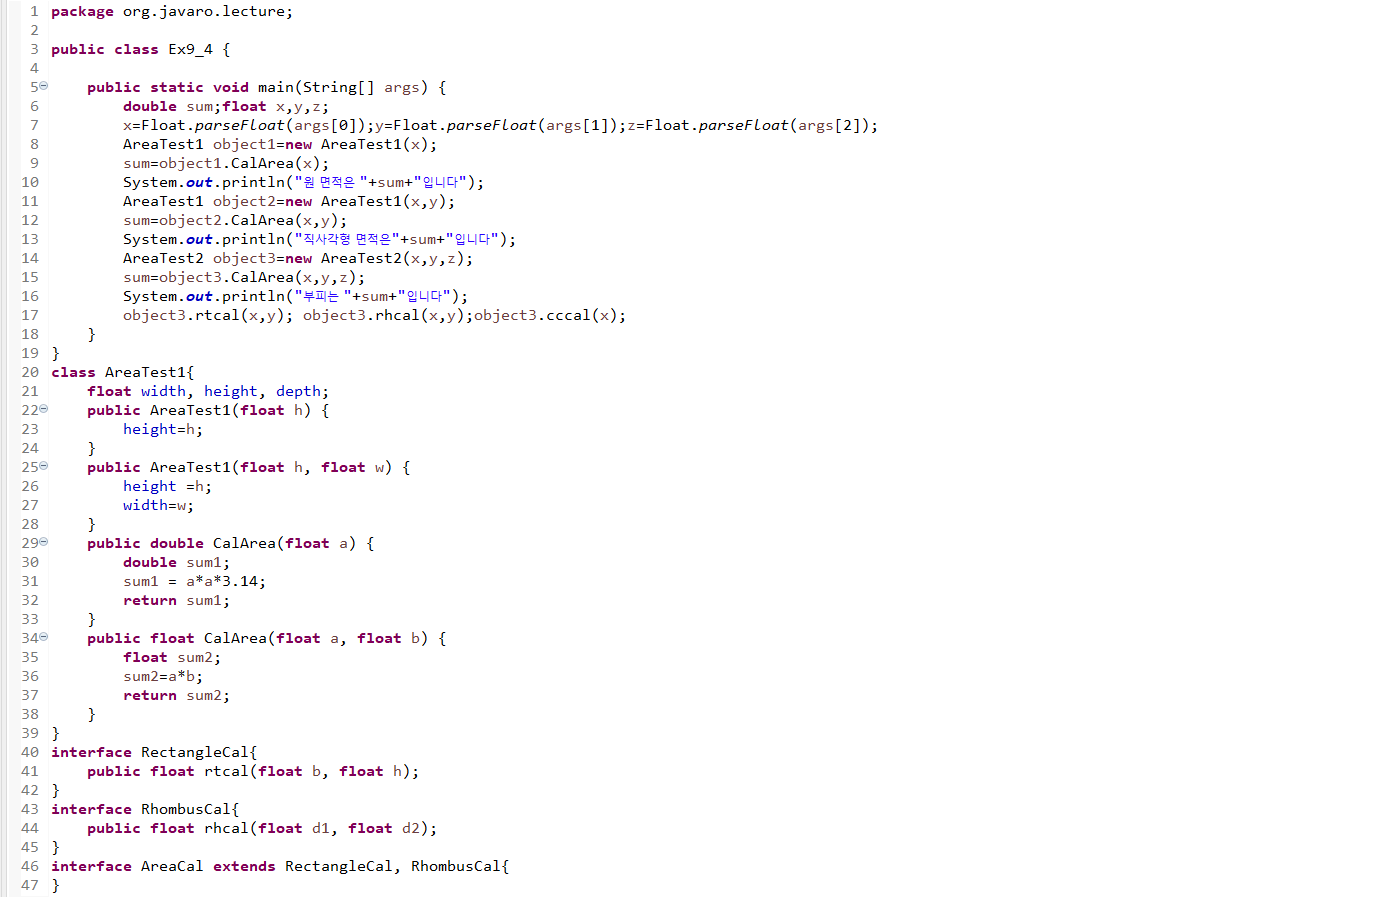 1 package org.javaro.lecture;
2
3 public class Ex9_4 {
4
5 public static void main(String[] args) {
6 double sum;float x,y,z;
7 x=Float.parseFloat(args[0]);y=Float.parseFloat(args[1]);z=Float.parseFloat(args[2]);
8 AreaTest1 object1=new AreaTest1(x);
9 sum=object1.CalArea(x);
10 System.out.println("원 면적은 "+sum+"입니다");
11 AreaTest1 object2=new AreaTest1(x,y);
12 sum=object2.CalArea(x,y);
13 System.out.println("직사각형 면적은"+sum+"입니다");
14 AreaTest2 object3=new AreaTest2(x,y,z);
15 sum=object3.CalArea(x,y,z);
16 System.out.println("부피는 "+sum+"입니다");
17 object3.rtcal(x,y); object3.rhcal(x,y);object3.cccal(x);
18 }
19 }
20 class AreaTest1{
21 float width, height, depth;
22 public AreaTest1(float h) {
23 height=h;
24 }
25 public AreaTest1(float h, float w) {
26 height =h;
27 width=w;
28 }
29 public double CalArea(float a) {
30 double sum1;
31 sum1 = a*a*3.14;
32 return sum1;
33 }
34 public float CalArea(float a, float b) {
35 float sum2;
36 sum2=a*b;
37 return sum2;
38 }
39 }
40 interface RectangleCal{
41 public float rtcal(float b, float h);
42 }
43 interface RhombusCal{
44 public float rhcal(float d1, float d2);
45 }
46 interface AreaCal extends RectangleCal, RhombusCal{
47 }